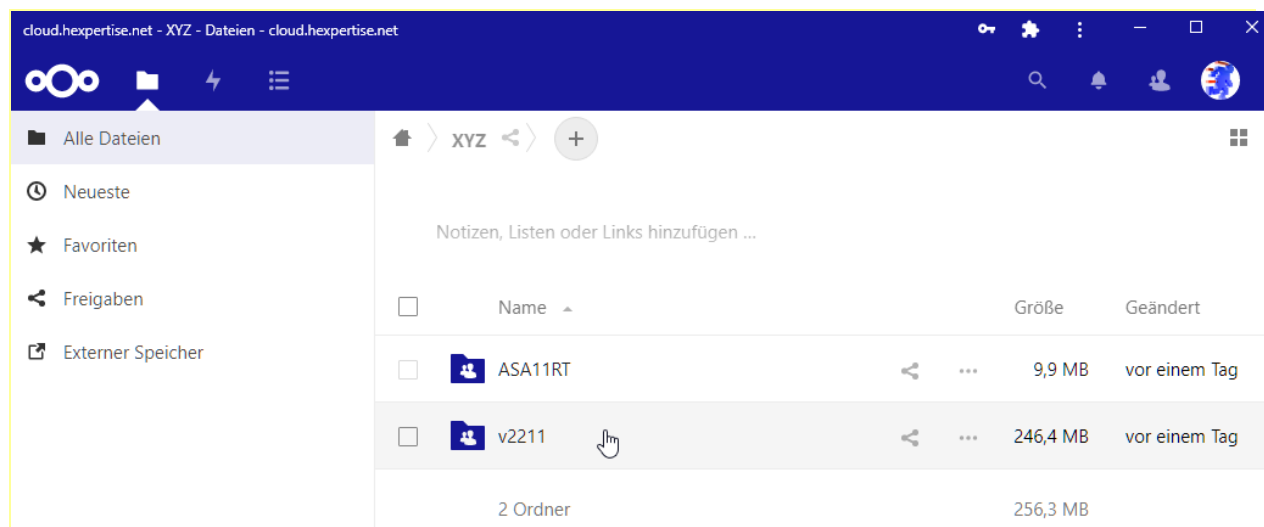 cloud.hexpertise.net - XYZ - Dateien - cloud.hexpertise.net
Alle Dateien
Neueste
Favoriten
Freigaben
Externer Speicher
XYZ
Notizen, Listen oder Links hinzufügen ...
Name Größe Geändert
ASA11RT 9,9 MB vor einem Tag
v2211 246,4 MB vor einem Tag
2 Ordner 256,3 MB